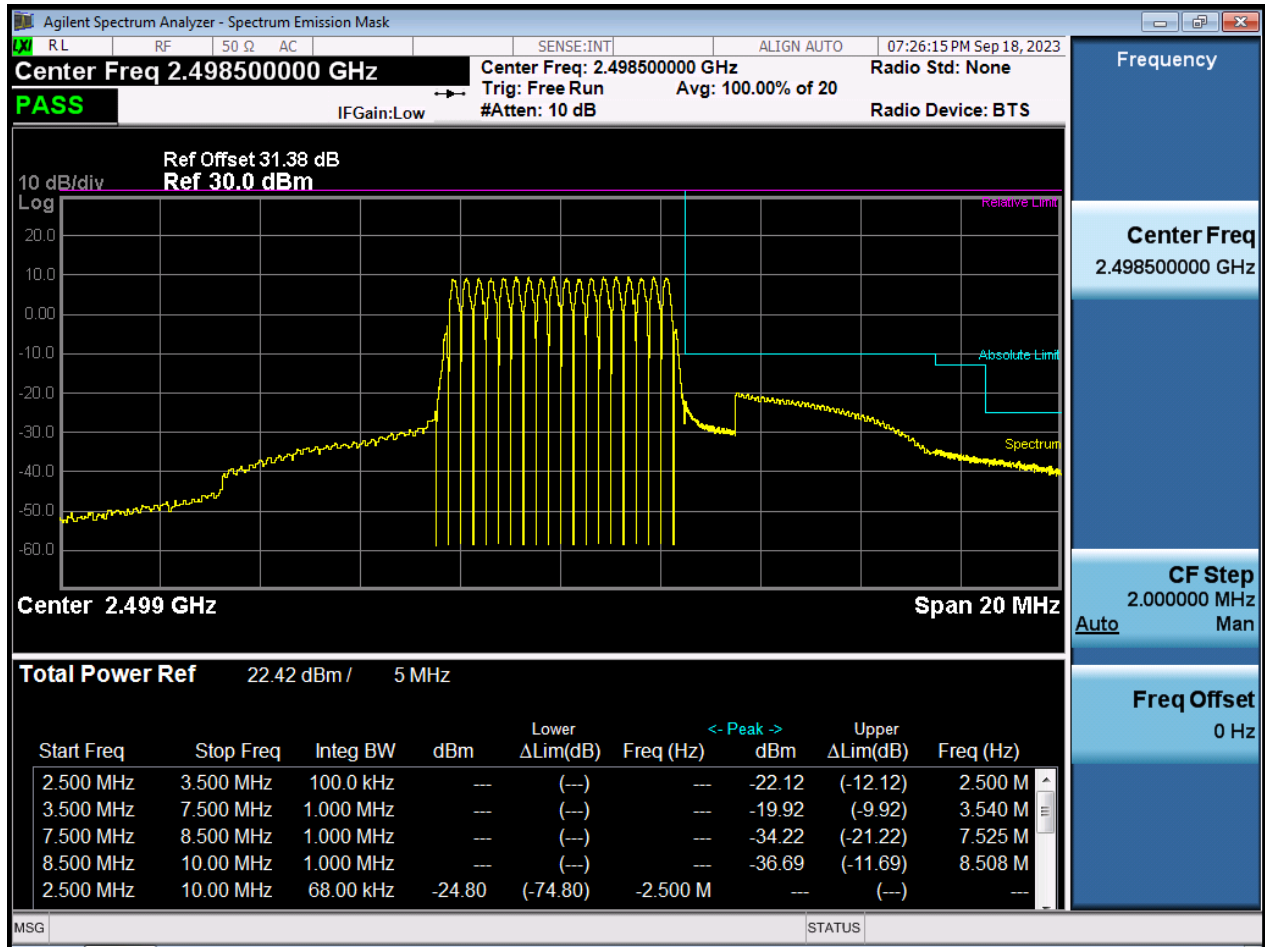 Agilent Spectrum Analyzer - Spectrum Emission Mask
LXI RL RF 50 Ω AC SENSE:INT ALIGN AUTO 07:26:15 PM Sep 18, 2023
Center Freq 2.498500000 GHz
PASS
IFGain:Low
Center Freq: 2.498500000 GHz
Trig: Free Run Avg: 100.00% of 20
#Atten: 10 dB
Radio Std: None
Radio Device: BTS
Ref Offset 31.38 dB
10 dB/div Ref 30.0 dBm
Log
Relative Limit
20.0
10.0
0.00
-10.0
Absolute Limit
-20.0
-30.0
Spectrum
-40.0
-50.0
-60.0
Center 2.499 GHz Span 20 MHz
Total Power Ref 22.42 dBm / 5 MHz
Lower <- Peak -> Upper
Start Freq Stop Freq Integ BW dBm ΔLim(dB) Freq (Hz) dBm ΔLim(dB) Freq (Hz)
2.500 MHz 3.500 MHz 100.0 kHz --- (---) --- -22.12 (-12.12) 2.500 M
3.500 MHz 7.500 MHz 1.000 MHz --- (---) --- -19.92 (-9.92) 3.540 M
7.500 MHz 8.500 MHz 1.000 MHz --- (---) --- -34.22 (-21.22) 7.525 M
8.500 MHz 10.00 MHz 1.000 MHz --- (---) --- -36.69 (-11.69) 8.508 M
2.500 MHz 10.00 MHz 68.00 kHz -24.80 (-74.80) -2.500 M --- (---) ---
MSG STATUS
Frequency
Center Freq
2.498500000 GHz
CF Step
2.000000 MHz
Auto Man
Freq Offset
0 Hz